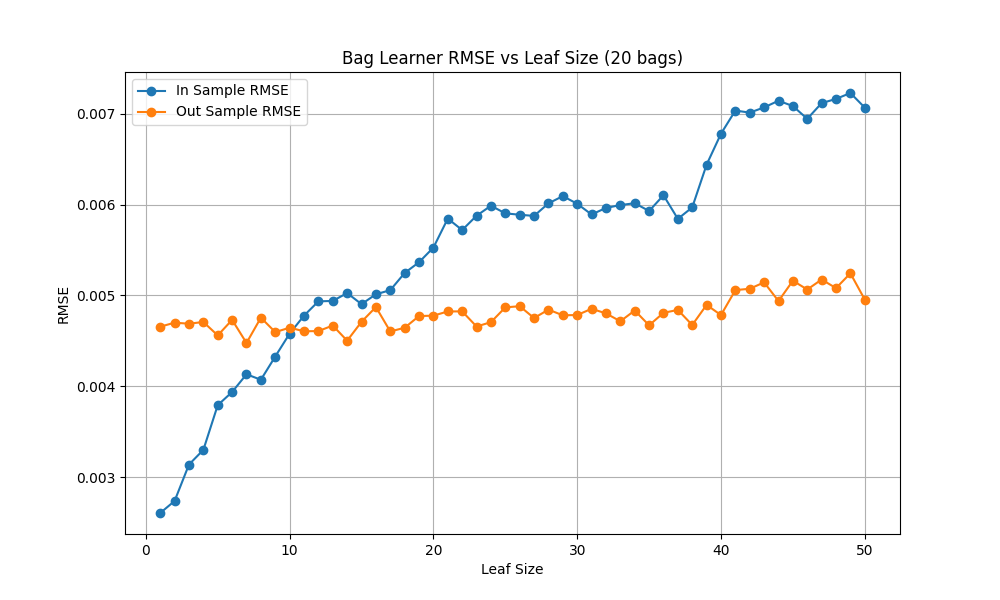 Bag Learner RMSE vs Leaf Size (20 bags)
In Sample RMSE
Out Sample RMSE
RMSE
0.007
0.006
0.005
0.004
0.003
0 10 20 30 40 50
Leaf Size